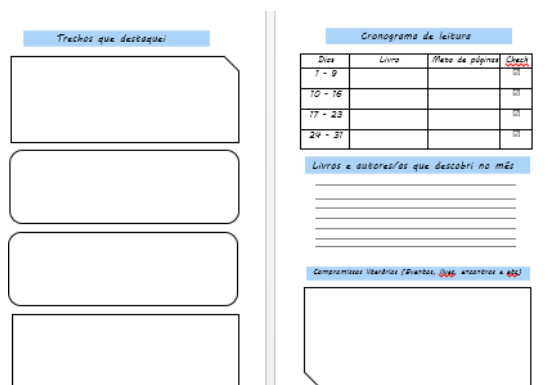 Trechos que destaquei
Cronograma de leitura
Dias Livro Meta de páginas Check
1 - 9 ☑
10 - 16 ☑
17 - 23 ☑
24 - 31 ☑
Livros e autores/as que descobri no mês
Compromissos literários (Eventos, lives, encontros e etc)